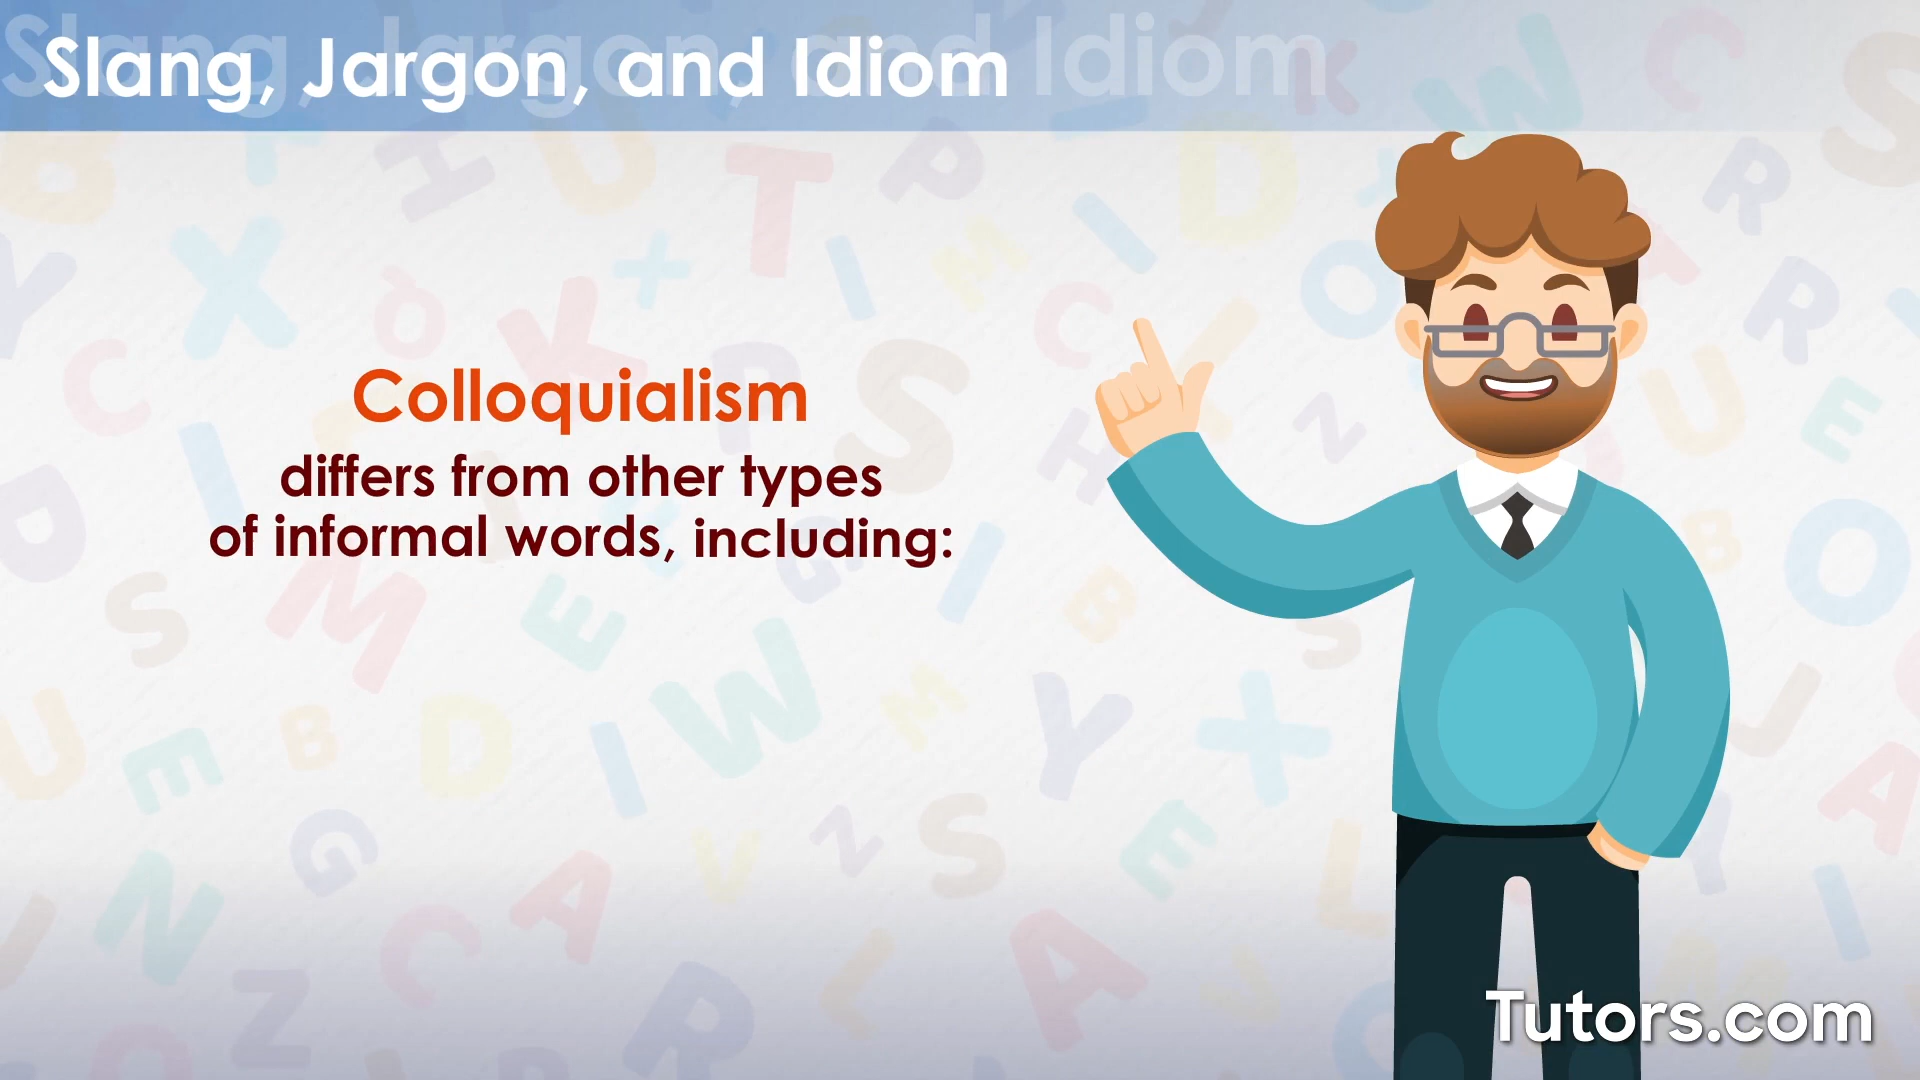 Slang, Jargon, and Idiom
Colloquialism
differs from other types
of informal words, including:
Tutors.com